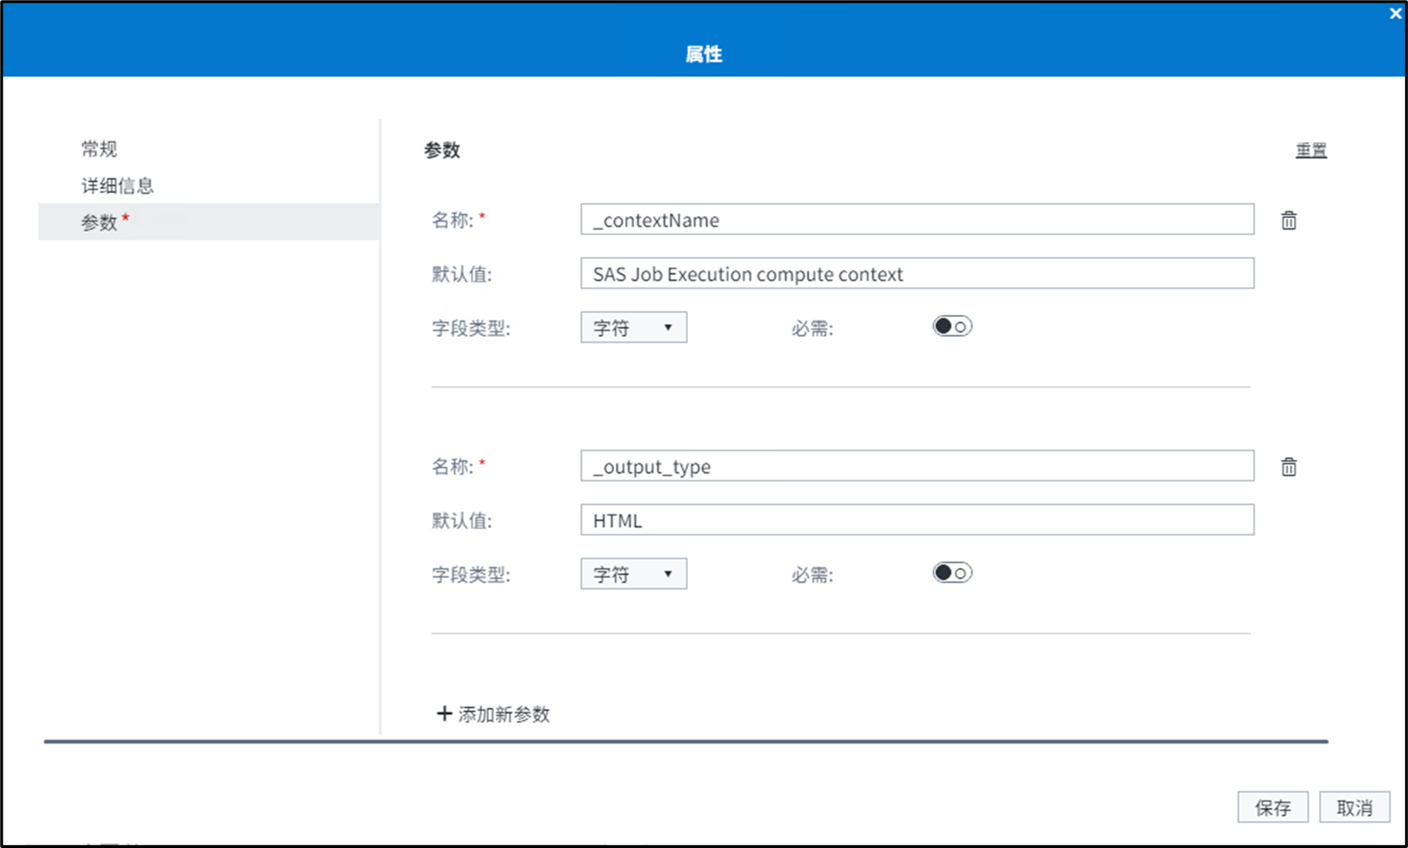 属性
常规
详细信息
参数 *
参数
重置
名称: *
_contextName
默认值:
SAS Job Execution compute context
字段类型:
字符
必需:
名称: *
_output_type
默认值:
HTML
字段类型:
字符
必需:
+ 添加新参数
保存
取消